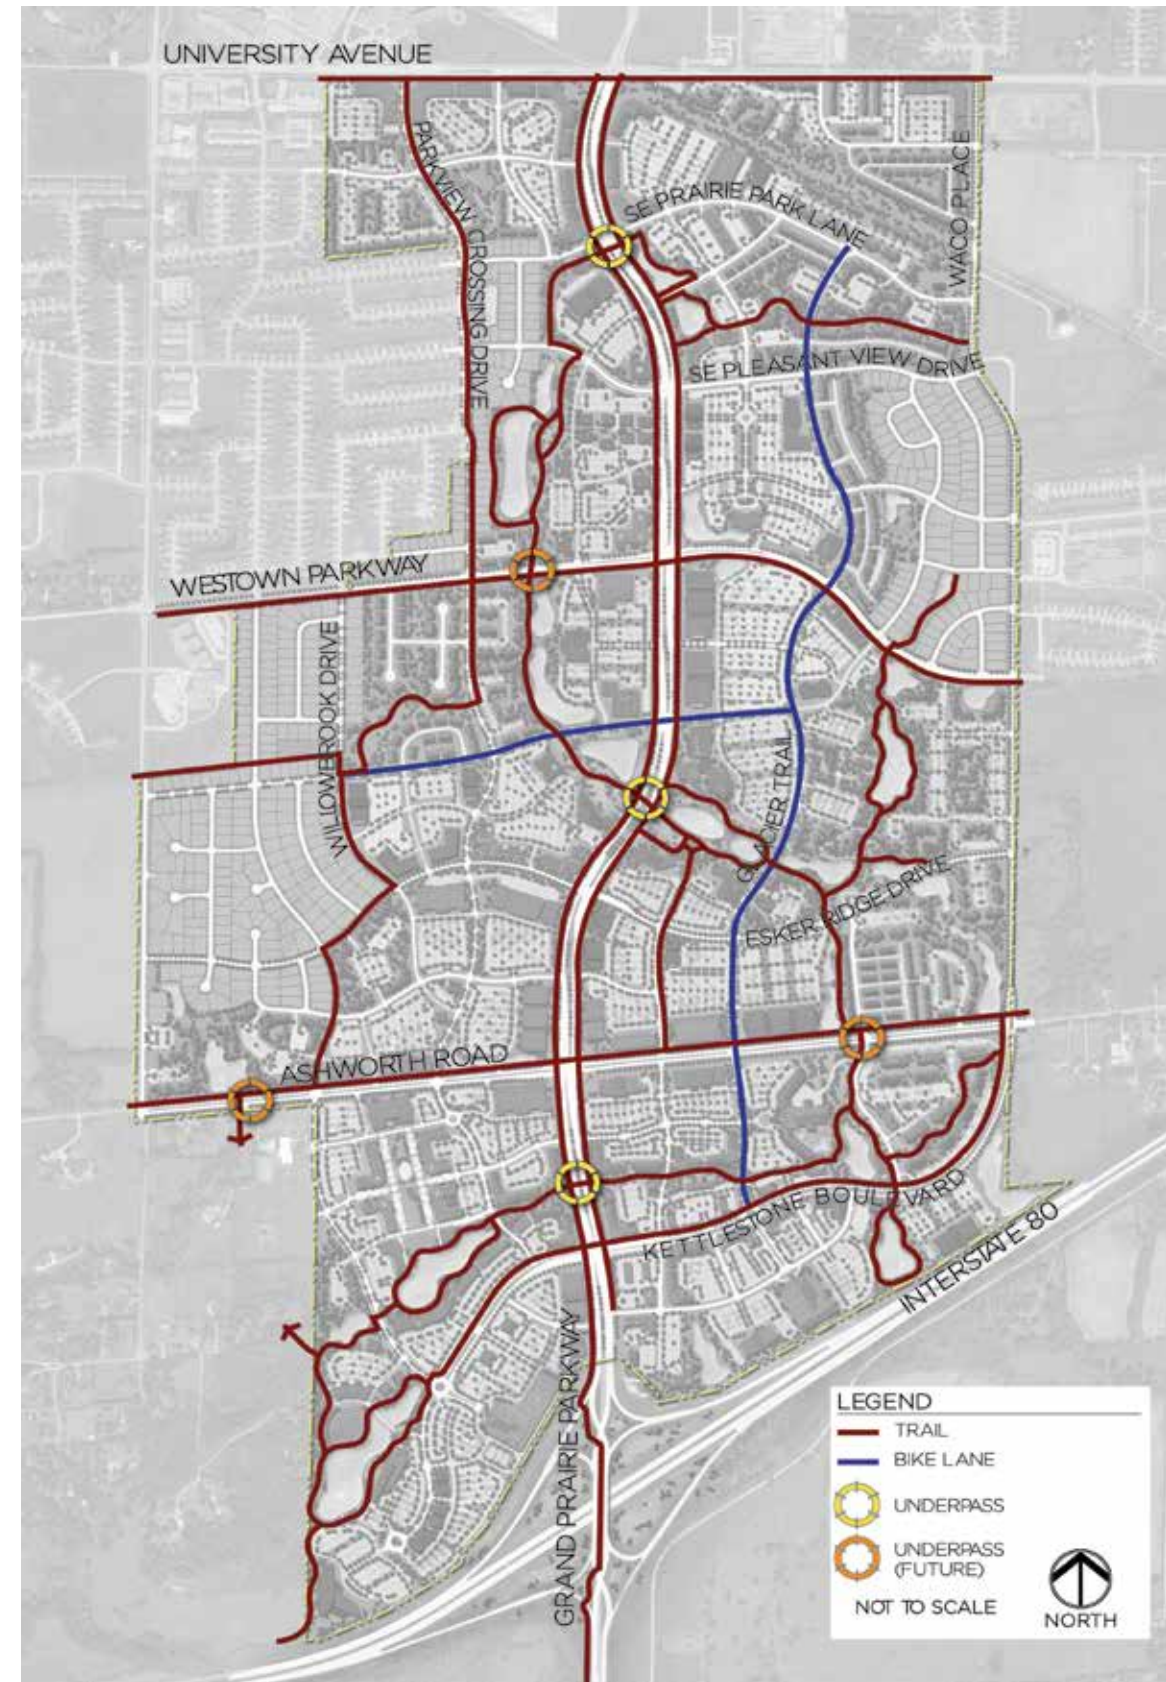 UNIVERSITY AVENUE
PARKVIEW CROSSING DRIVE
SE PRAIRIE PARK LANE
WACO PLACE
SE PLEASANT VIEW DRIVE
WESTOWN PARKWAY
WILLOWBROOK DRIVE
GLACIER TRAIL
ESKER RIDGE DRIVE
ASHWORTH ROAD
KETTLESTONE BOULEVARD
INTERSTATE 80
GRAND PRAIRIE PARKWAY
LEGEND
TRAIL
BIKE LANE
UNDERPASS
UNDERPASS
(FUTURE)
NOT TO SCALE
NORTH